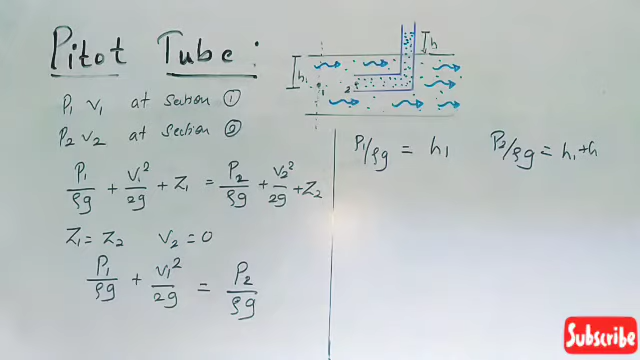 Pitot Tube:
P₁ V₁ at section ①
P₂ V₂ at section ②
P₁/ρg + V₁²/2g + Z₁ = P₂/ρg + V₂²/2g + Z₂
Z₁ = Z₂ V₂ = 0
P₁/ρg + V₁²/2g = P₂/ρg
h
h₁
1
2
P₁/ρg = h₁ P₂/ρg = h₁+h
Subscribe